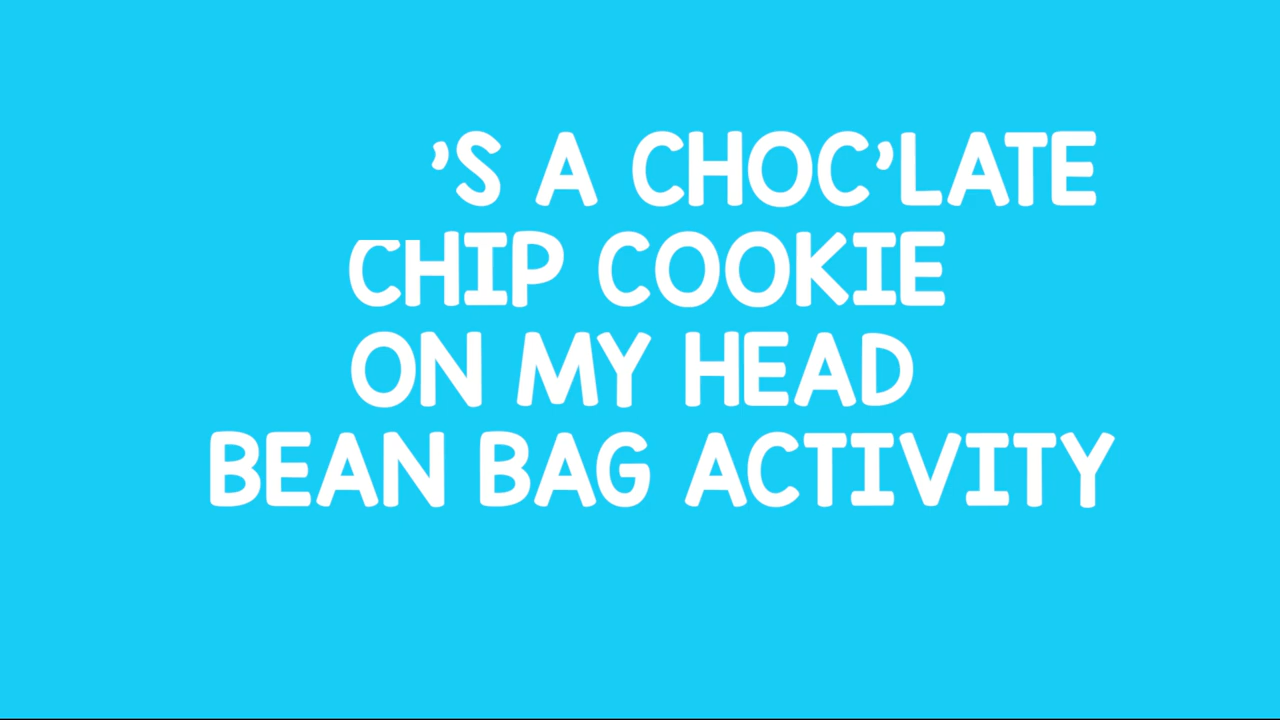 ’S A CHOC’LATE
CHIP COOKIE
ON MY HEAD
BEAN BAG ACTIVITY